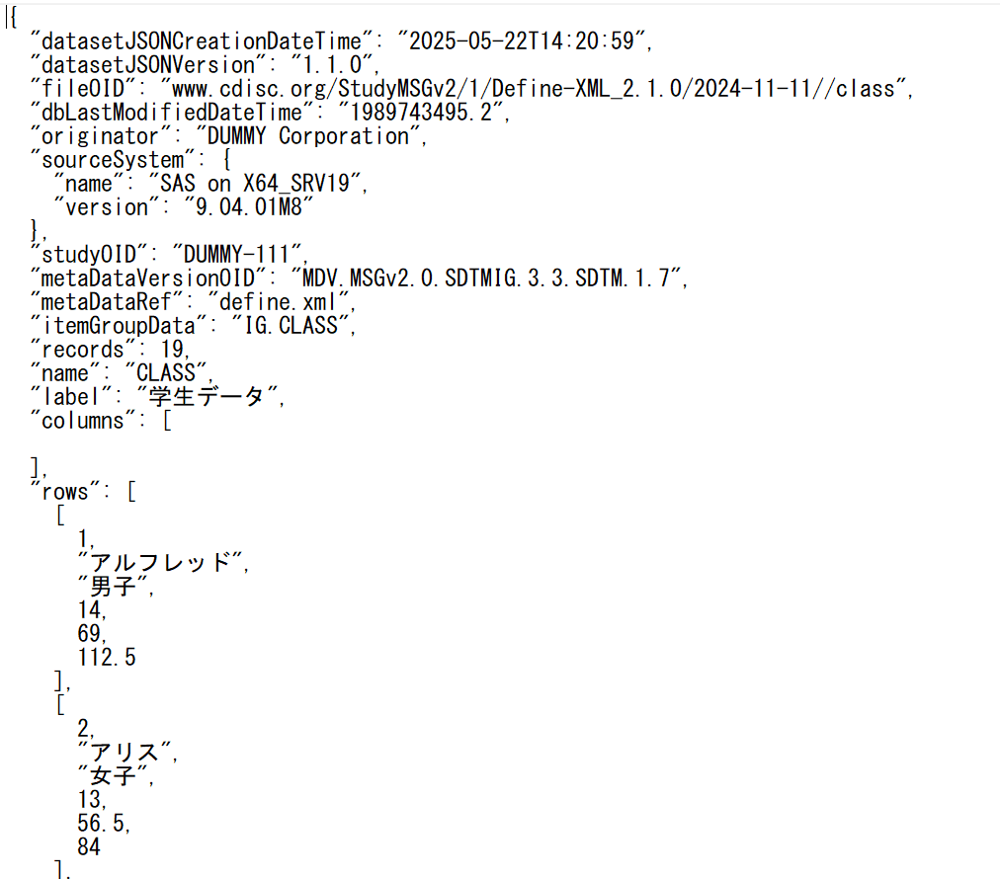 {
"datasetJSONCreationDateTime": "2025-05-22T14:20:59",
"datasetJSONVersion": "1.1.0",
"fileOID": "www.cdisc.org/StudyMSGv2/1/Define-XML_2.1.0/2024-11-11//class",
"dbLastModifiedDateTime": "1989743495.2",
"originator": "DUMMY Corporation",
"sourceSystem": {
"name": "SAS on X64_SRV19",
"version": "9.04.01M8"
},
"studyOID": "DUMMY-111",
"metaDataVersionOID": "MDV.MSGv2.0.SDTMIG.3.3.SDTM.1.7",
"metaDataRef": "define.xml",
"itemGroupData": "IG.CLASS",
"records": 19,
"name": "CLASS",
"label": "学生データ",
"columns": [
],
"rows": [
[
1,
"アルフレッド",
"男子",
14,
69,
112.5
],
[
2,
"アリス",
"女子",
13,
56.5,
84
],